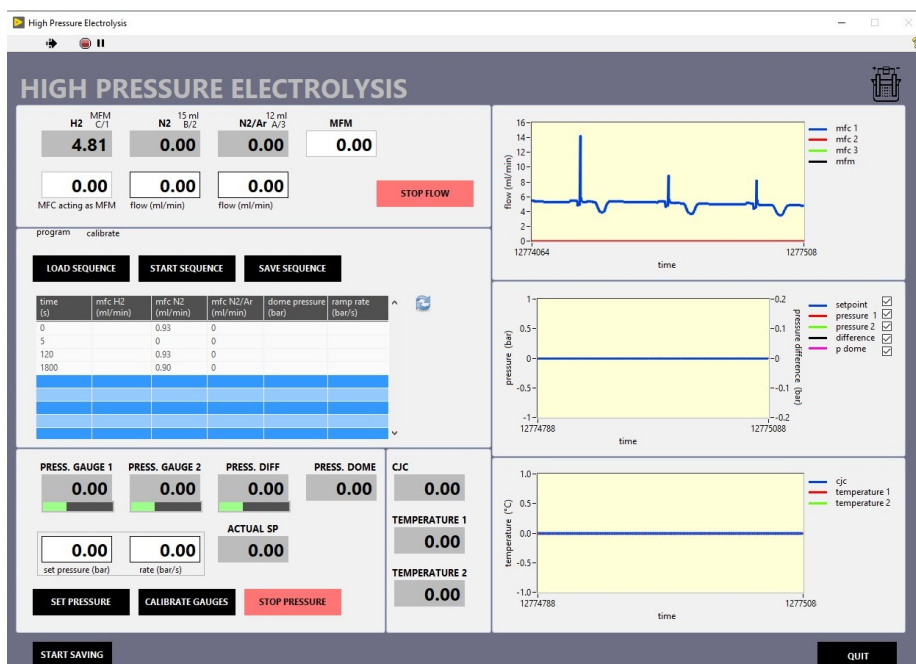 High Pressure Electrolysis
HIGH PRESSURE ELECTROLYSIS
H2 MFM C/1 N2 15 ml B/2 N2/Ar 12 ml A/3 MFM
4.81 0.00 0.00 0.00
0.00 0.00 0.00
MFC acting as MFM flow (ml/min) flow (ml/min)
STOP FLOW
program calibrate
LOAD SEQUENCE START SEQUENCE SAVE SEQUENCE
time (s) mfc H2 (ml/min) mfc N2 (ml/min) mfc N2/Ar (ml/min) dome pressure (bar) ramp rate (bar/s)
0 0.93 0
5 0 0
120 0.93 0
1800 0.90 0
PRESS. GAUGE 1 PRESS. GAUGE 2 PRESS. DIFF PRESS. DOME
0.00 0.00 0.00 0.00
ACTUAL SP
0.00 0.00 0.00
set pressure (bar) rate (bar/s)
SET PRESSURE CALIBRATE GAUGES STOP PRESSURE
CJC
0.00
TEMPERATURE 1
0.00
TEMPERATURE 2
0.00
START SAVING
flow (ml/min)
16
14
12
10
8
6
4
2
0
12774064 1277508
time
mfc 1
mfc 2
mfc 3
mfm
pressure (bar)
1
0.5
0
-0.5
-1
0.2
-0.1
-0
-0.1
-0.2
pressure difference (bar)
12774788 12775088
time
setpoint
pressure 1
pressure 2
difference
p dome
temperature (°C)
1.0
0.5
0.0
-0.5
-1.0
12774788 1277508
time
cjc
temperature 1
temperature 2
QUIT